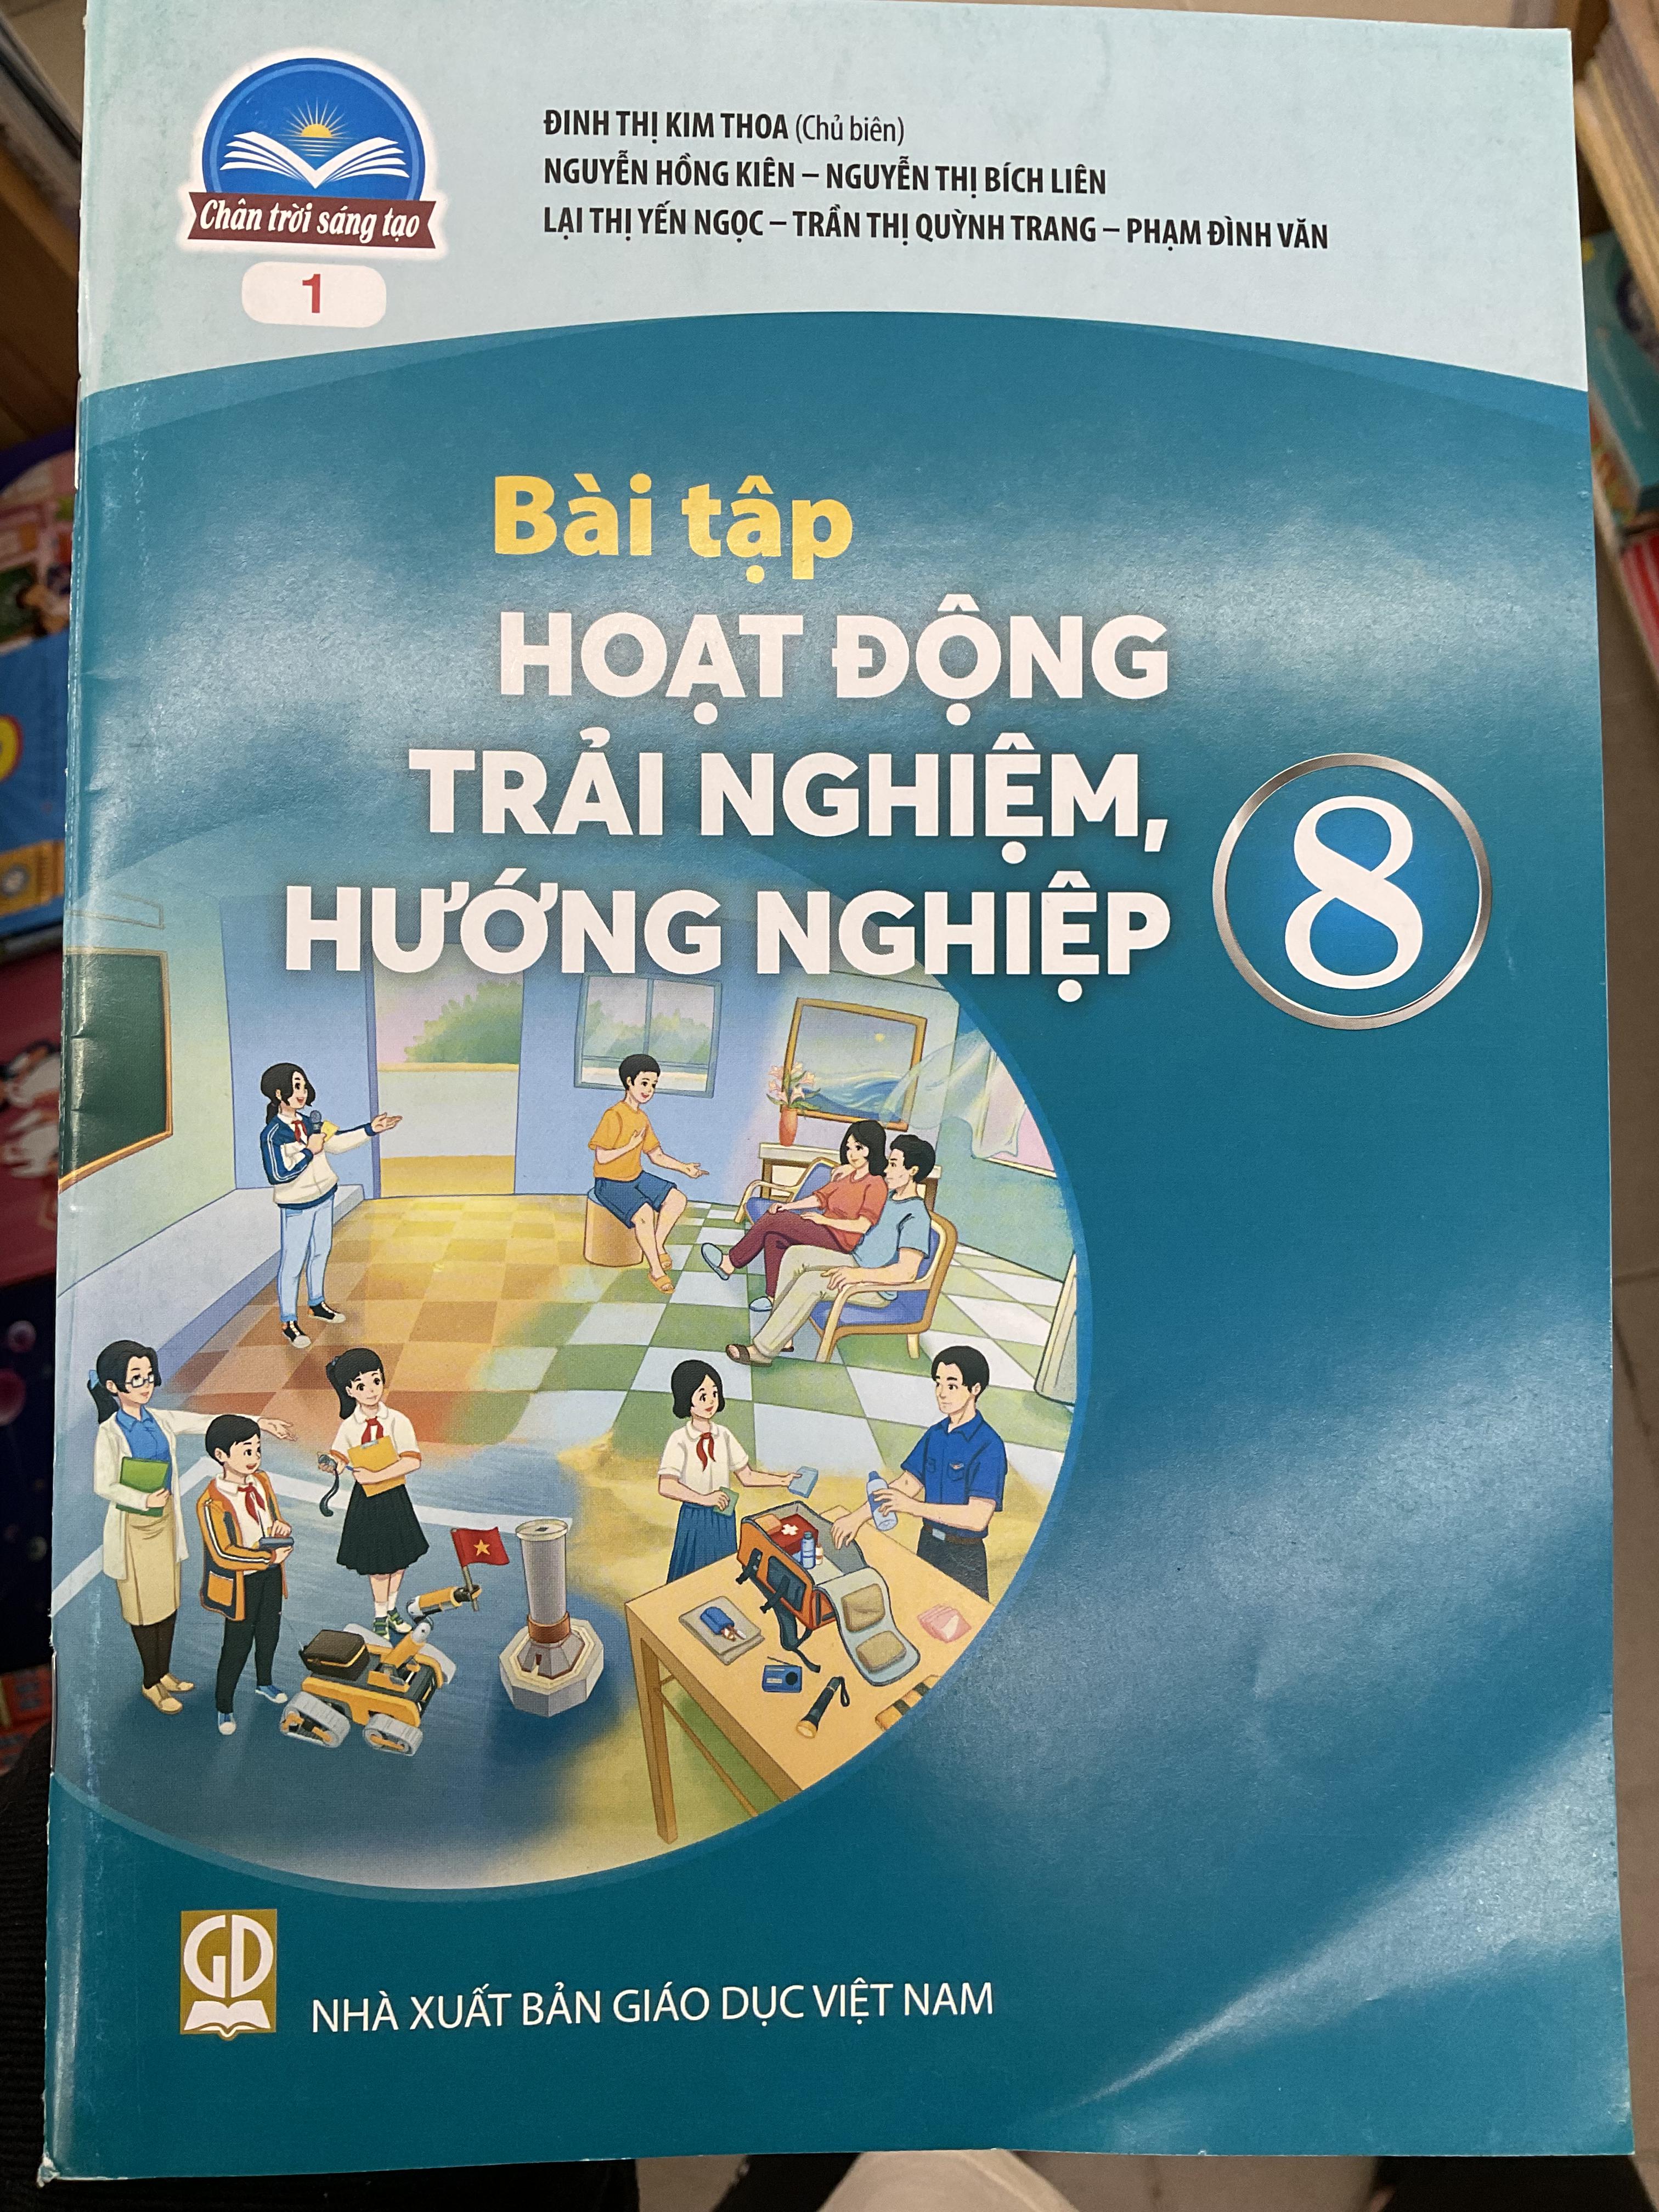 ĐINH THỊ KIM THOA (Chủ biên)
NGUYỄN HỒNG KIÊN – NGUYỄN THỊ BÍCH LIÊN
LẠI THỊ YẾN NGỌC – TRẦN THỊ QUỲNH TRANG – PHẠM ĐÌNH VĂN
Chân trời sáng tạo
1
Bài tập
HOẠT ĐỘNG
TRẢI NGHIỆM,
HƯỚNG NGHIỆP
8
GD
NHÀ XUẤT BẢN GIÁO DỤC VIỆT NAM